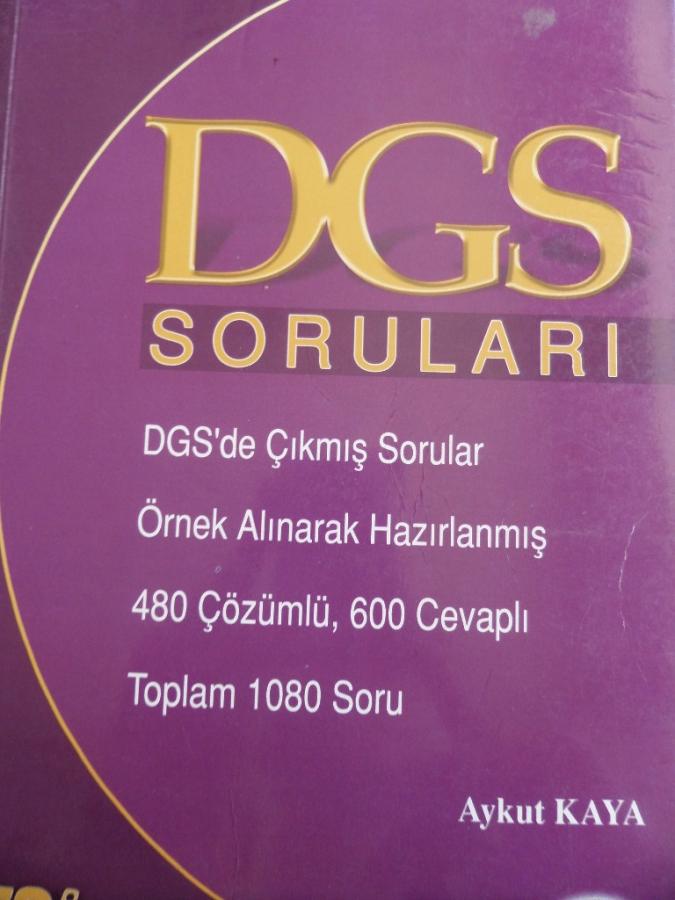 DGS
SORULARI
DGS'de Çıkmış Sorular
Örnek Alınarak Hazırlanmış
480 Çözümlü, 600 Cevaplı
Toplam 1080 Soru
Aykut KAYA